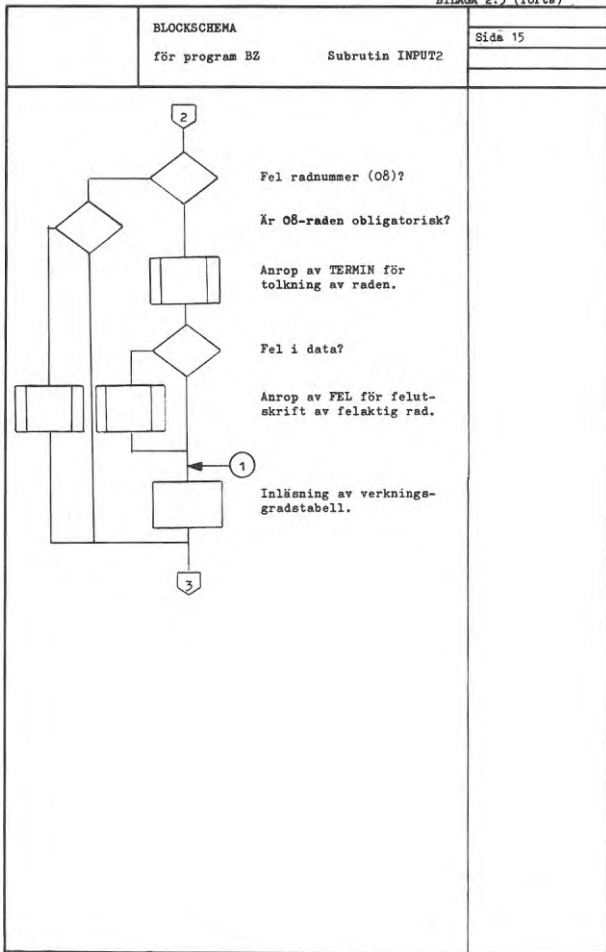 BILAGA 2.5 (forts)
BLOCKSCHEMA
Sida 15
för program BZ Subrutin INPUT2
2
Fel radnummer (08)?
Är 08-raden obligatorisk?
Anrop av TERMIN för
tolkning av raden.
Fel i data?
Anrop av FEL för felut-
skrift av felaktig rad.
1
Inläsning av verknings-
gradstabell.
3